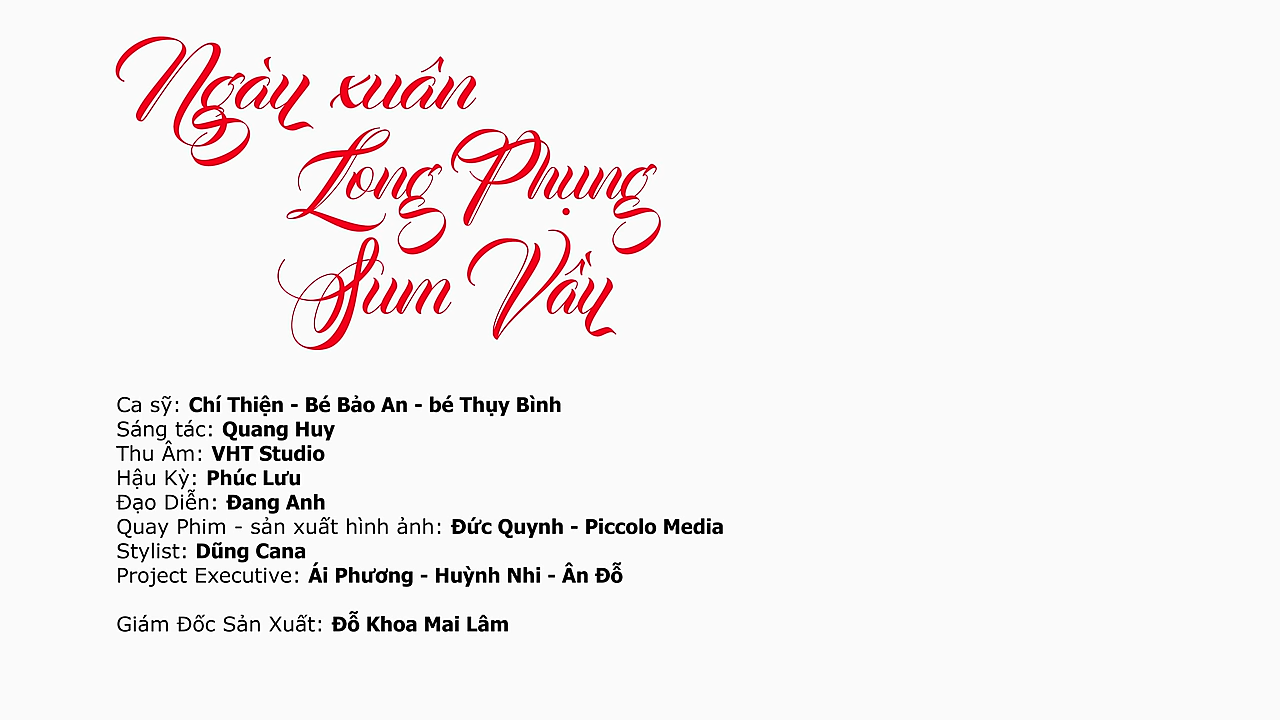 Ngày xuân
Long Phụng
Sum Vầy
Ca sỹ: Chí Thiện - Bé Bảo An - bé Thụy Bình
Sáng tác: Quang Huy
Thu Âm: VHT Studio
Hậu Kỳ: Phúc Lưu
Đạo Diễn: Đang Anh
Quay Phim - sản xuất hình ảnh: Đức Quynh - Piccolo Media
Stylist: Dũng Cana
Project Executive: Ái Phương - Huỳnh Nhi - Ân Đỗ
Giám Đốc Sản Xuất: Đỗ Khoa Mai Lâm